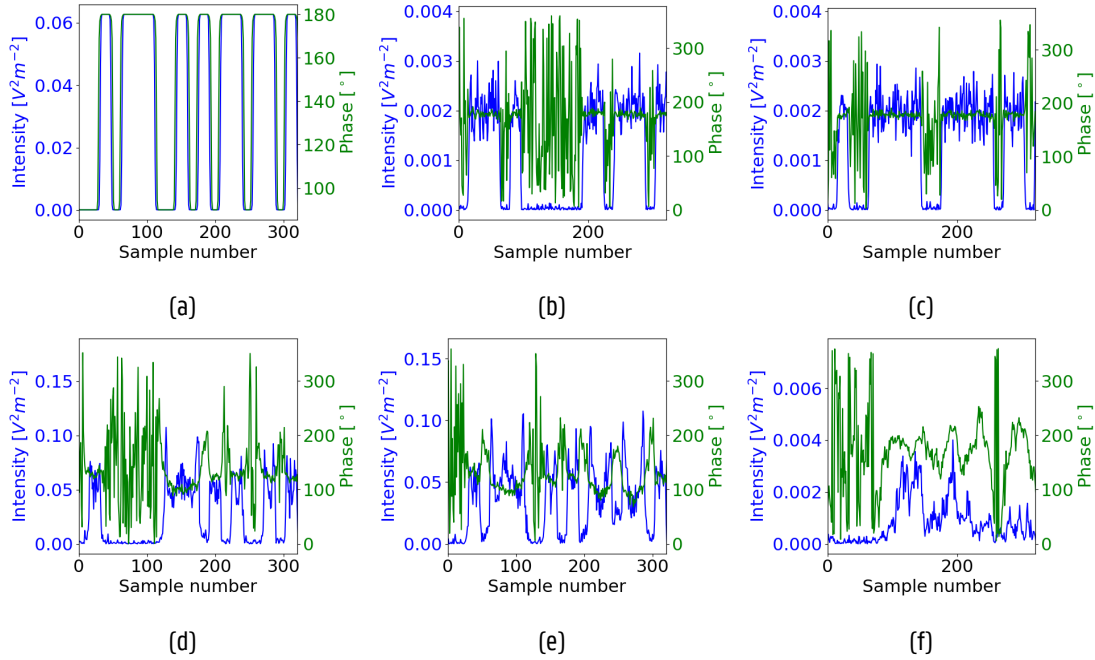 0.06
0.04
0.02
0.00
Intensity [V²m⁻²]
180
160
140
120
100
Phase [°]
0 100 200 300
Sample number
(a)
0.004
0.003
0.002
0.001
0.000
Intensity [V²m⁻²]
300
200
100
0
Phase [°]
0 200
Sample number
(b)
0.004
0.003
0.002
0.001
0.000
Intensity [V²m⁻²]
300
200
100
0
Phase [°]
0 200
Sample number
(c)
0.15
0.10
0.05
0.00
Intensity [V²m⁻²]
300
200
100
0
Phase [°]
0 100 200 300
Sample number
(d)
0.15
0.10
0.05
0.00
Intensity [V²m⁻²]
300
200
100
0
Phase [°]
0 100 200 300
Sample number
(e)
0.006
0.004
0.002
0.000
Intensity [V²m⁻²]
300
200
100
0
Phase [°]
0 200
Sample number
(f)